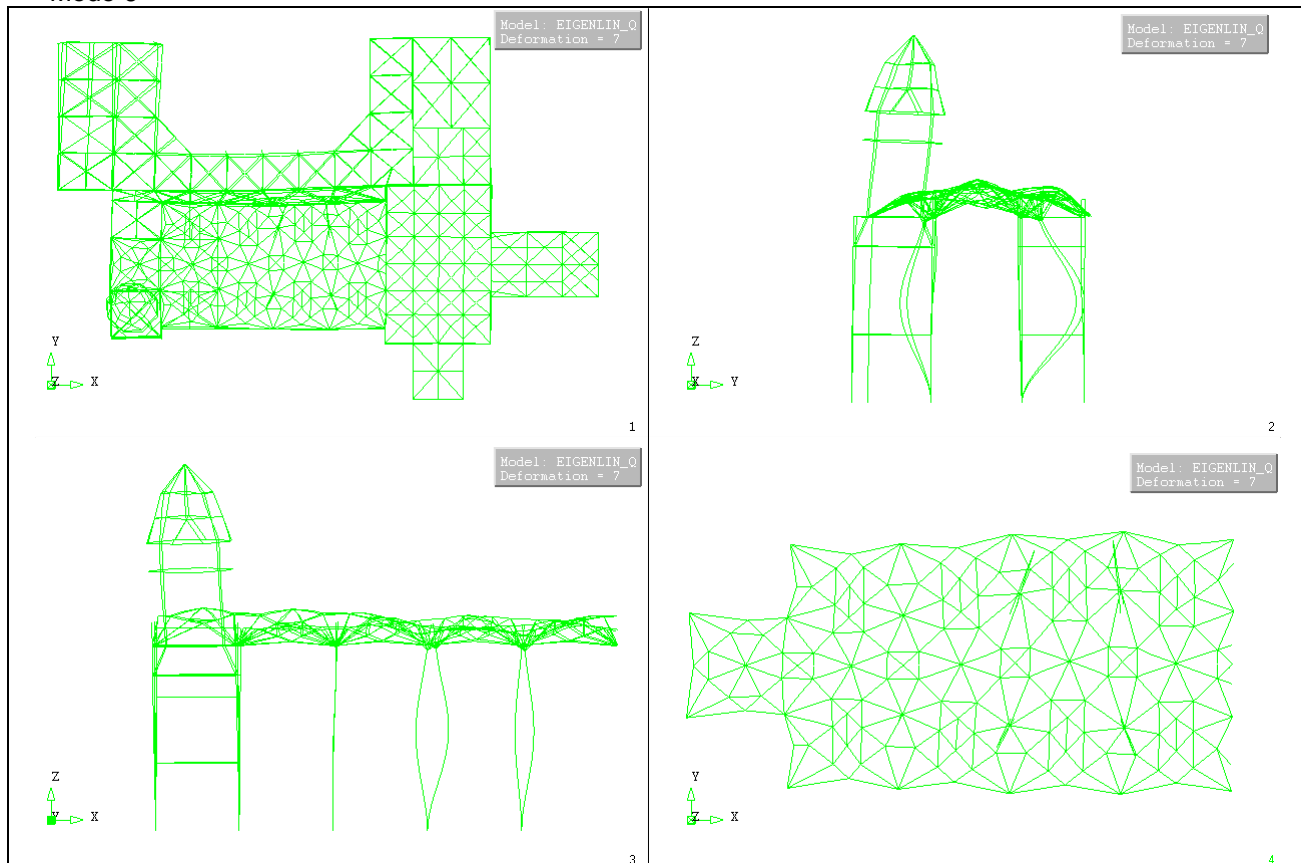 Model: EIGENLIN_Q
Deformation = 7
Y
Z
X
1
Model: EIGENLIN_Q
Deformation = 7
Z
X
Y
2
Model: EIGENLIN_Q
Deformation = 7
Z
Y
X
3
Model: EIGENLIN_Q
Deformation = 7
Y
Z
X
4